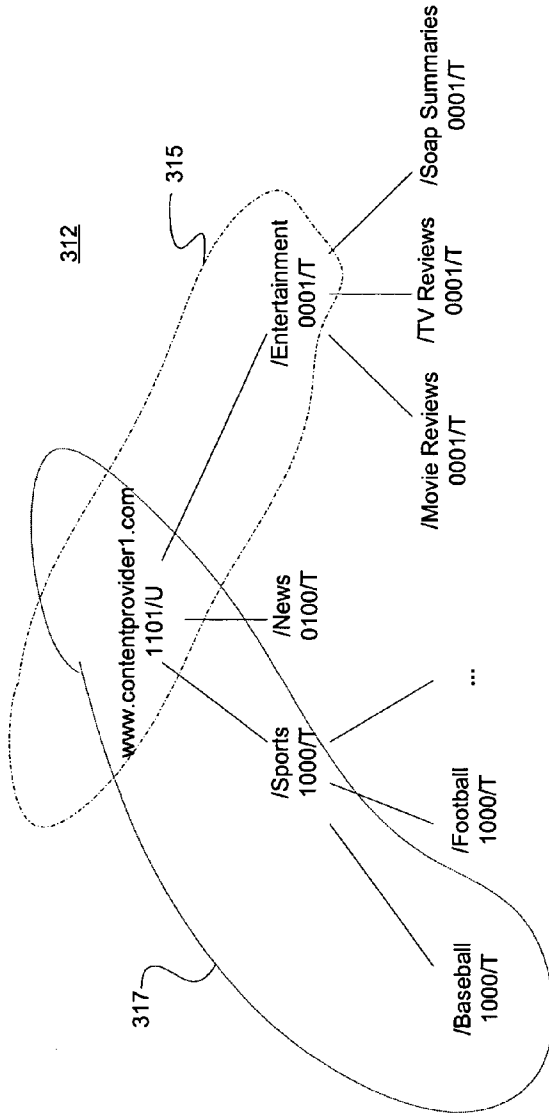 312
315
www.contentprovider1.com
1101/U
/Sports
1000/T
/News
0100/T
/Entertainment
0001/T
/Baseball
1000/T
/Football
1000/T
...
/Movie Reviews
0001/T
/TV Reviews
0001/T
/Soap Summaries
0001/T
317